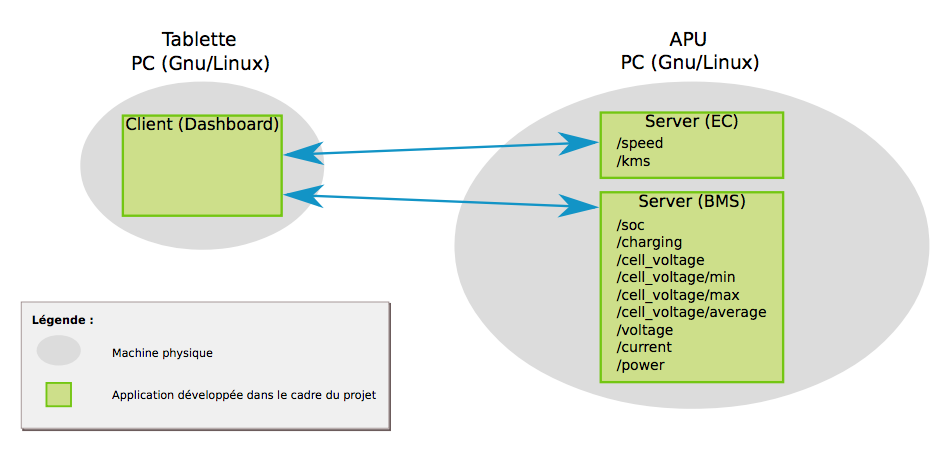 Tablette
PC (Gnu/Linux)
Client (Dashboard)
APU
PC (Gnu/Linux)
Server (EC)
/speed
/kms
Server (BMS)
/soc
/charging
/cell_voltage
/cell_voltage/min
/cell_voltage/max
/cell_voltage/average
/voltage
/current
/power
Légende :
Machine physique
Application développée dans le cadre du projet